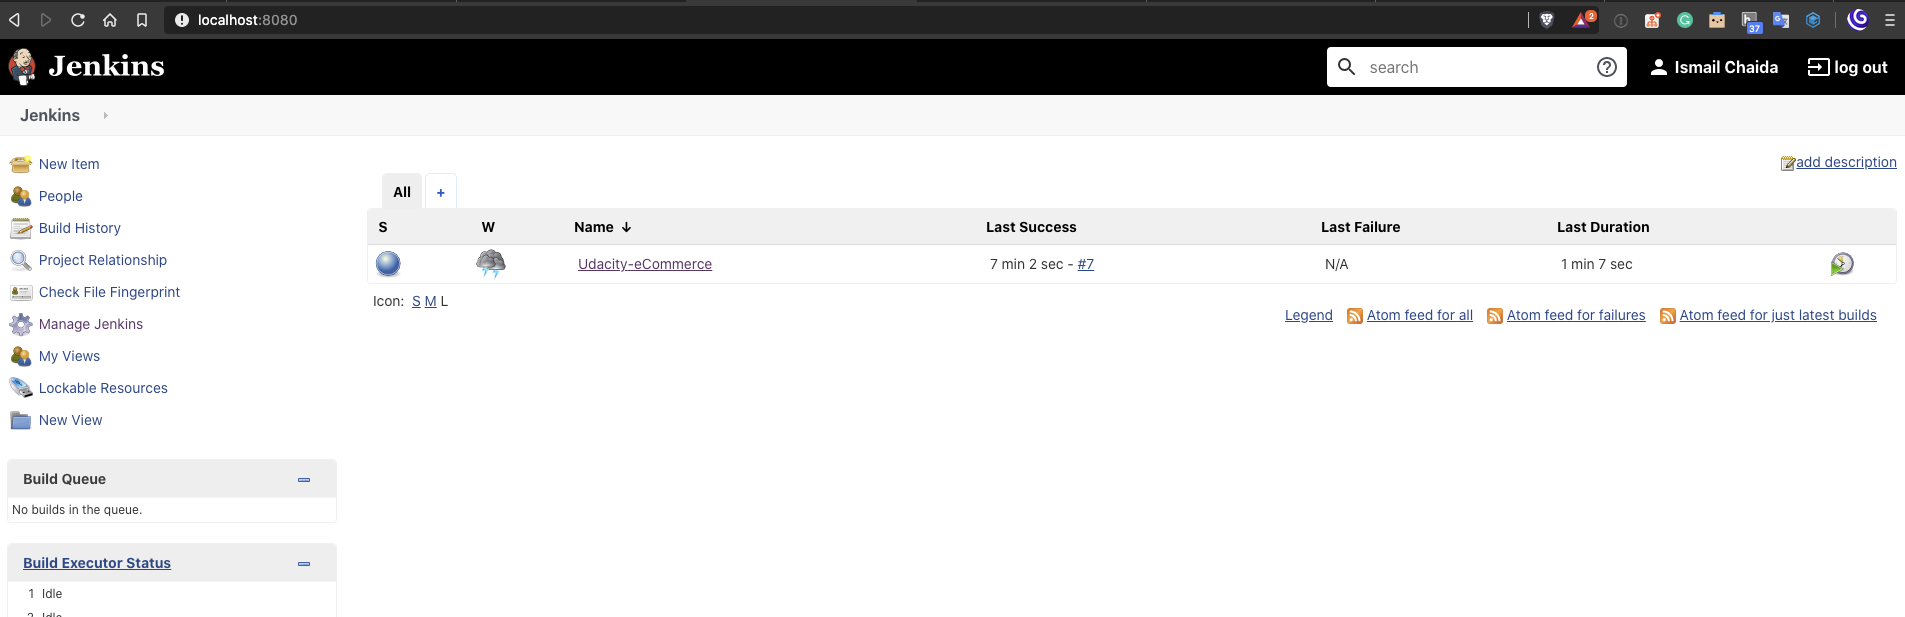 localhost:8080
2
37
Jenkins
search
Ismail Chaida
log out
Jenkins
New Item
People
Build History
Project Relationship
Check File Fingerprint
Manage Jenkins
My Views
Lockable Resources
New View
Build Queue
No builds in the queue.
Build Executor Status
1 Idle
2 Idle
add description
All +
S W Name ↓ Last Success Last Failure Last Duration
Udacity-eCommerce 7 min 2 sec - #7 N/A 1 min 7 sec
Icon: S M L
Legend Atom feed for all Atom feed for failures Atom feed for just latest builds